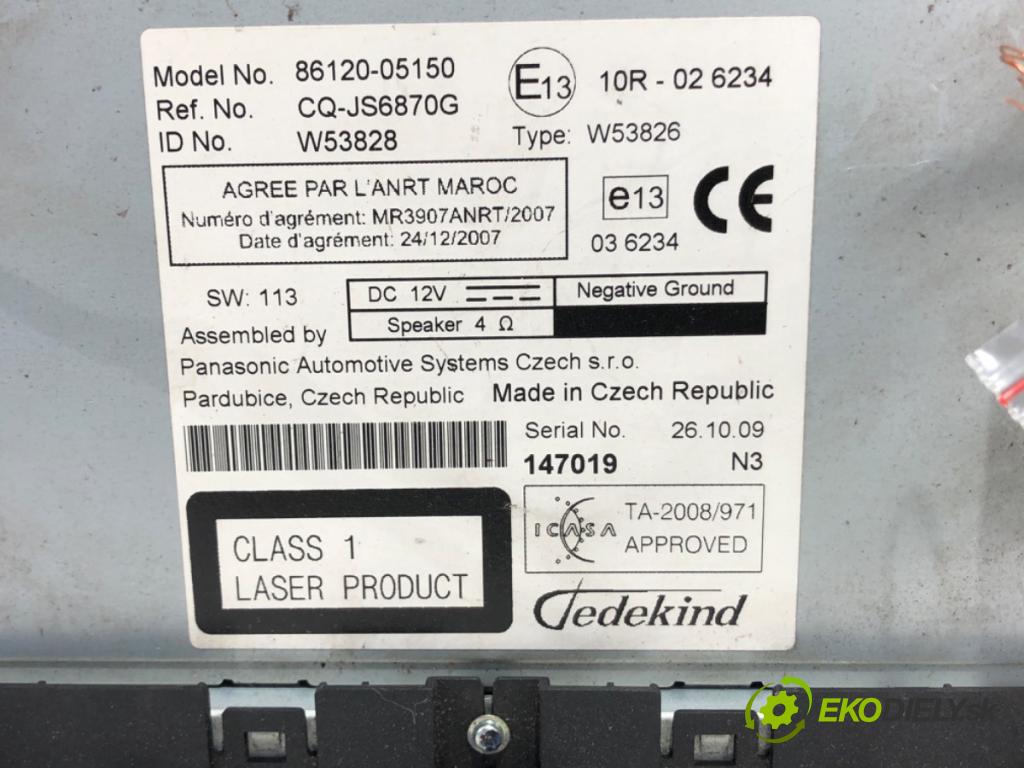 Model No. 86120-05150
Ref. No. CQ-JS6870G
ID No. W53828
E13 10R - 02 6234
Type: W53826
AGREE PAR L'ANRT MAROC
Numéro d'agrément: MR3907ANRT/2007
Date d'agrément: 24/12/2007
e13
03 6234
CE
SW: 113
DC 12V
Negative Ground
Speaker 4 Ω
Assembled by
Panasonic Automotive Systems Czech s.r.o.
Pardubice, Czech Republic Made in Czech Republic
Serial No. 26.10.09
147019 N3
CLASS 1
LASER PRODUCT
ICASA
TA-2008/971
APPROVED
Tedekind
EKODIELY.sk